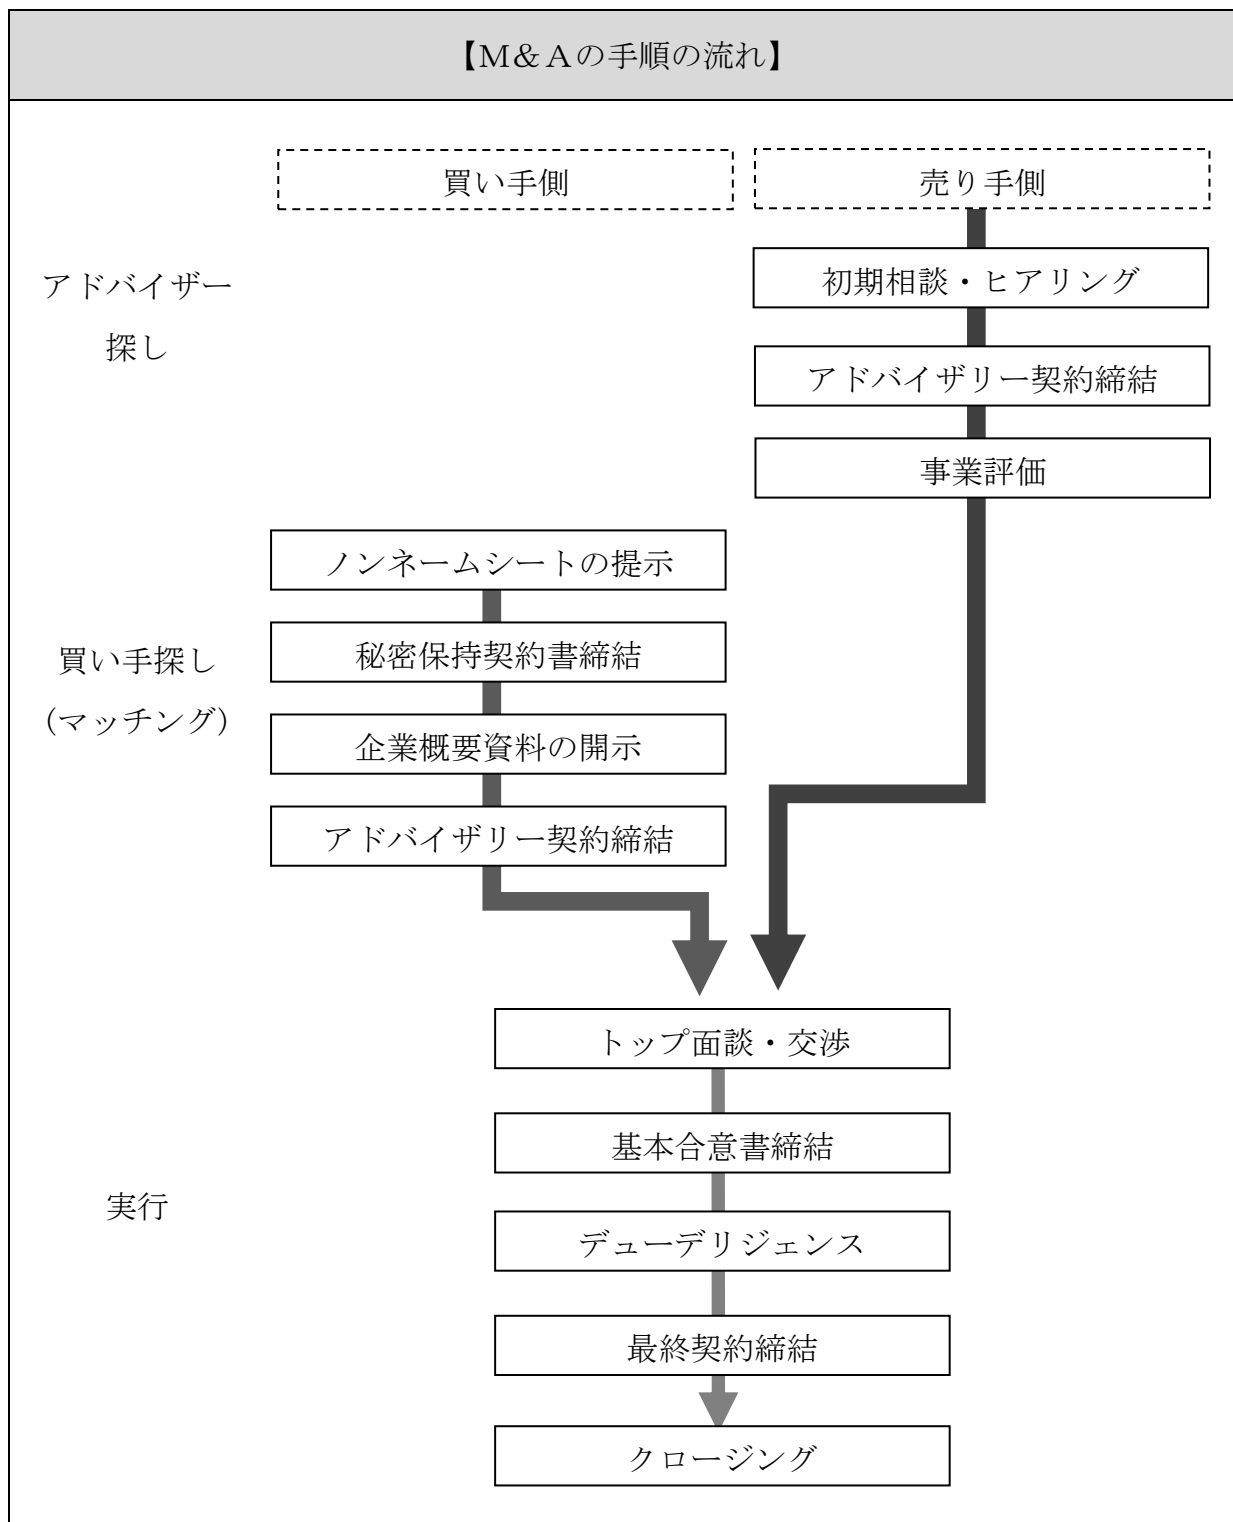 【M＆Aの手順の流れ】
買い手側
売り手側
アドバイザー
探し
初期相談・ヒアリング
アドバイザリー契約締結
事業評価
買い手探し
（マッチング）
ノンネームシートの提示
秘密保持契約書締結
企業概要資料の開示
アドバイザリー契約締結
実行
トップ面談・交渉
基本合意書締結
デューデリジェンス
最終契約締結
クロージング